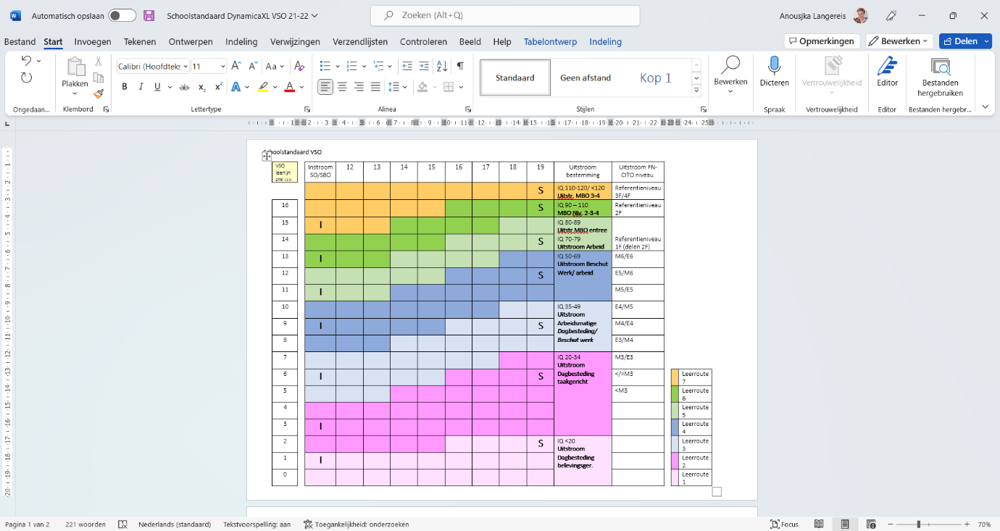 Automatisch opslaan
Schoolstandaard DynamicaXL VSO 21-22
Zoeken (Alt+Q)
Anousjka Langereis
Bestand Start Invoegen Tekenen Ontwerpen Indeling Verwijzingen Verzendlijsten Controleren Beeld Help Tabelontwerp Indeling
Opmerkingen Bewerken Delen
Plakken
Calibri (Hoofdteks 11
Standaard Geen afstand Kop 1
Bewerken
Dicteren
Vertrouwelijkheid
Editor
Bestanden
hergebruiken
Ongedaan... Klembord Lettertype Alinea Stijlen Spraak Vertrouwelijkheid Editor Bestanden hergebr...
Schoolstandaard VSO
VSO
leerlijn
zml CED
Instroom
SO/SBO
12 13 14 15 16 17 18 19
Uitstroom
bestemming
Uitstroom FN-
CITO niveau.
S
IQ 110-120/ <120
Uitstr. MBO 3-4
Referentieniveau
3F/4F
16 S
IQ 90 – 110
MBO Niv. 2-3-4
Referentieniveau
2F
15 I
IQ 80-89
Uitstr.MBO entree
14 S
IQ 70-79
Uitstroom Arbeid
Referentieniveau
1F (delen 2F)
13 I
IQ 50-69
Uitstroom Beschut
Werk/ arbeid
M6/E6
12 S E5/M6
11 I M5/E5
10
IQ 35-49
Uitstroom
Arbeidsmatige
Dagbesteding/
Beschut werk
E4/M5
9 I S M4/E4
8 E3/M4
7
IQ 20-34
Uitstroom
Dagbesteding
taakgericht
M3/E3
6 I S </=M3
5 <M3
4
3 I
2 S
IQ <20
Uitstroom
Dagbesteding
belevingsger.
1 I
0
Leerroute
7
Leerroute
6
Leerroute
5
Leerroute
4
Leerroute
3
Leerroute
2
Leerroute
1
Pagina 1 van 2 221 woorden Nederlands (standaard) Tekstvoorspelling: aan Toegankelijkheid: onderzoeken Focus 70%